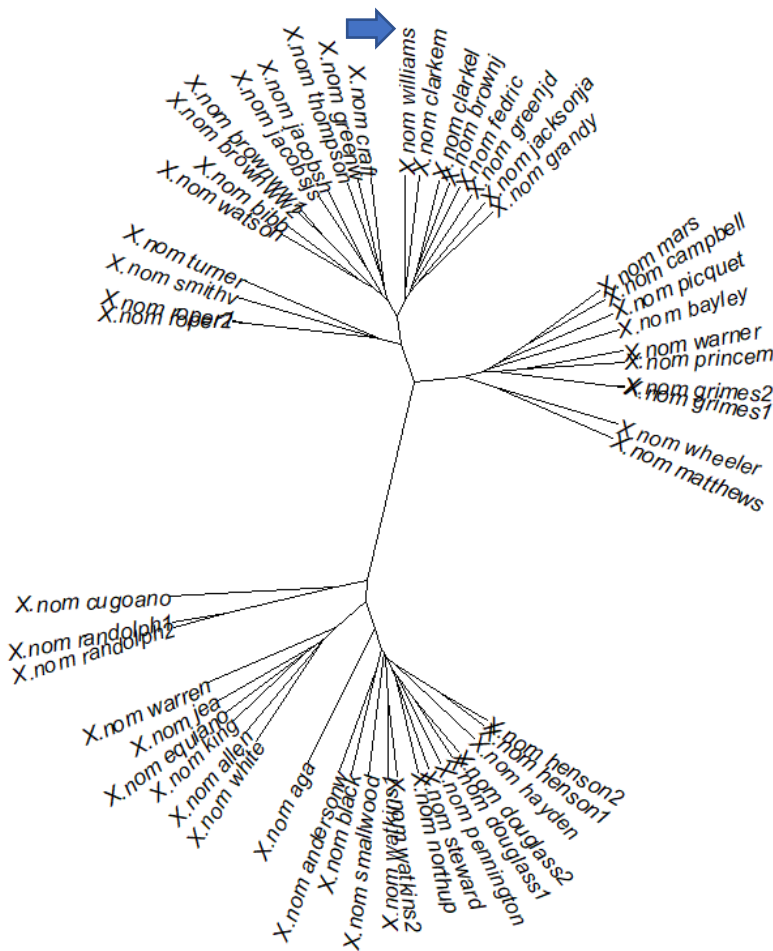 X.nom williams
X.nom clarkem
X.nom clarkel
X.nom brownj
X.nom fedric
X.nom greenjd
X.nom jacksonja
X.nom grandy
X.nom mars
X.nom campbell
X.nom picquet
X.nom bayley
X.nom warner
X.nom princem
X.nom grimes2
X.nom grimes1
X.nom wheeler
X.nom matthews
X.nom henson2
X.nom henson1
X.nom hayden
X.nom douglass2
X.nom douglass1
X.nom pennington
X.nom steward
X.nom northup
X.nom watkins2
X.nom watkins1
X.nom smallwood
X.nom black
X.nom andersonw
X.nom aga
X.nom white
X.nom allen
X.nom king
X.nom equiano
X.nom jea
X.nom warren
X.nom randolph2
X.nom randolph1
X.nom cugoano
X.nom roper2
X.nom roper1
X.nom smithv
X.nom turner
X.nom watson
X.nom bibb
X.nom brownww2
X.nom brownww1
X.nom jacobsjs
X.nom jacobsh
X.nom thompson
X.nom greenw
X.nom craft